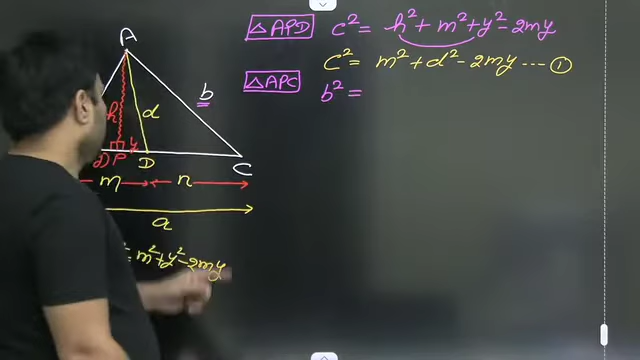 △APD c² = h² + m² + y² - 2my
c² = m² + d² - 2my ---- ①
△APC b² =
A
b
h
d
y
P
D
C
m
n
a
= m² + y² - 2my